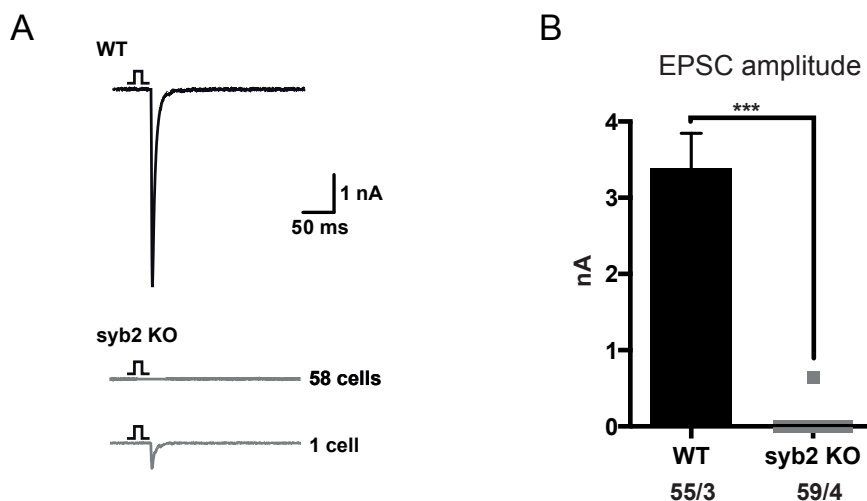 A
WT
1 nA
50 ms
syb2 KO
58 cells
1 cell
B
EPSC amplitude
***
4
3
2
1
0
nA
WT
syb2 KO
55/3
59/4